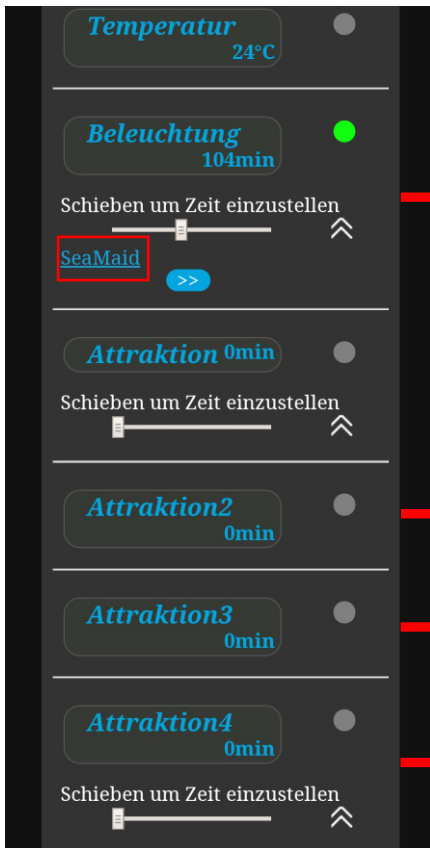 Temperatur
24°C
Beleuchtung
104min
Schieben um Zeit einzustellen
SeaMaid
>>
Attraktion 0min
Schieben um Zeit einzustellen
Attraktion2
0min
Attraktion3
0min
Attraktion4
0min
Schieben um Zeit einzustellen